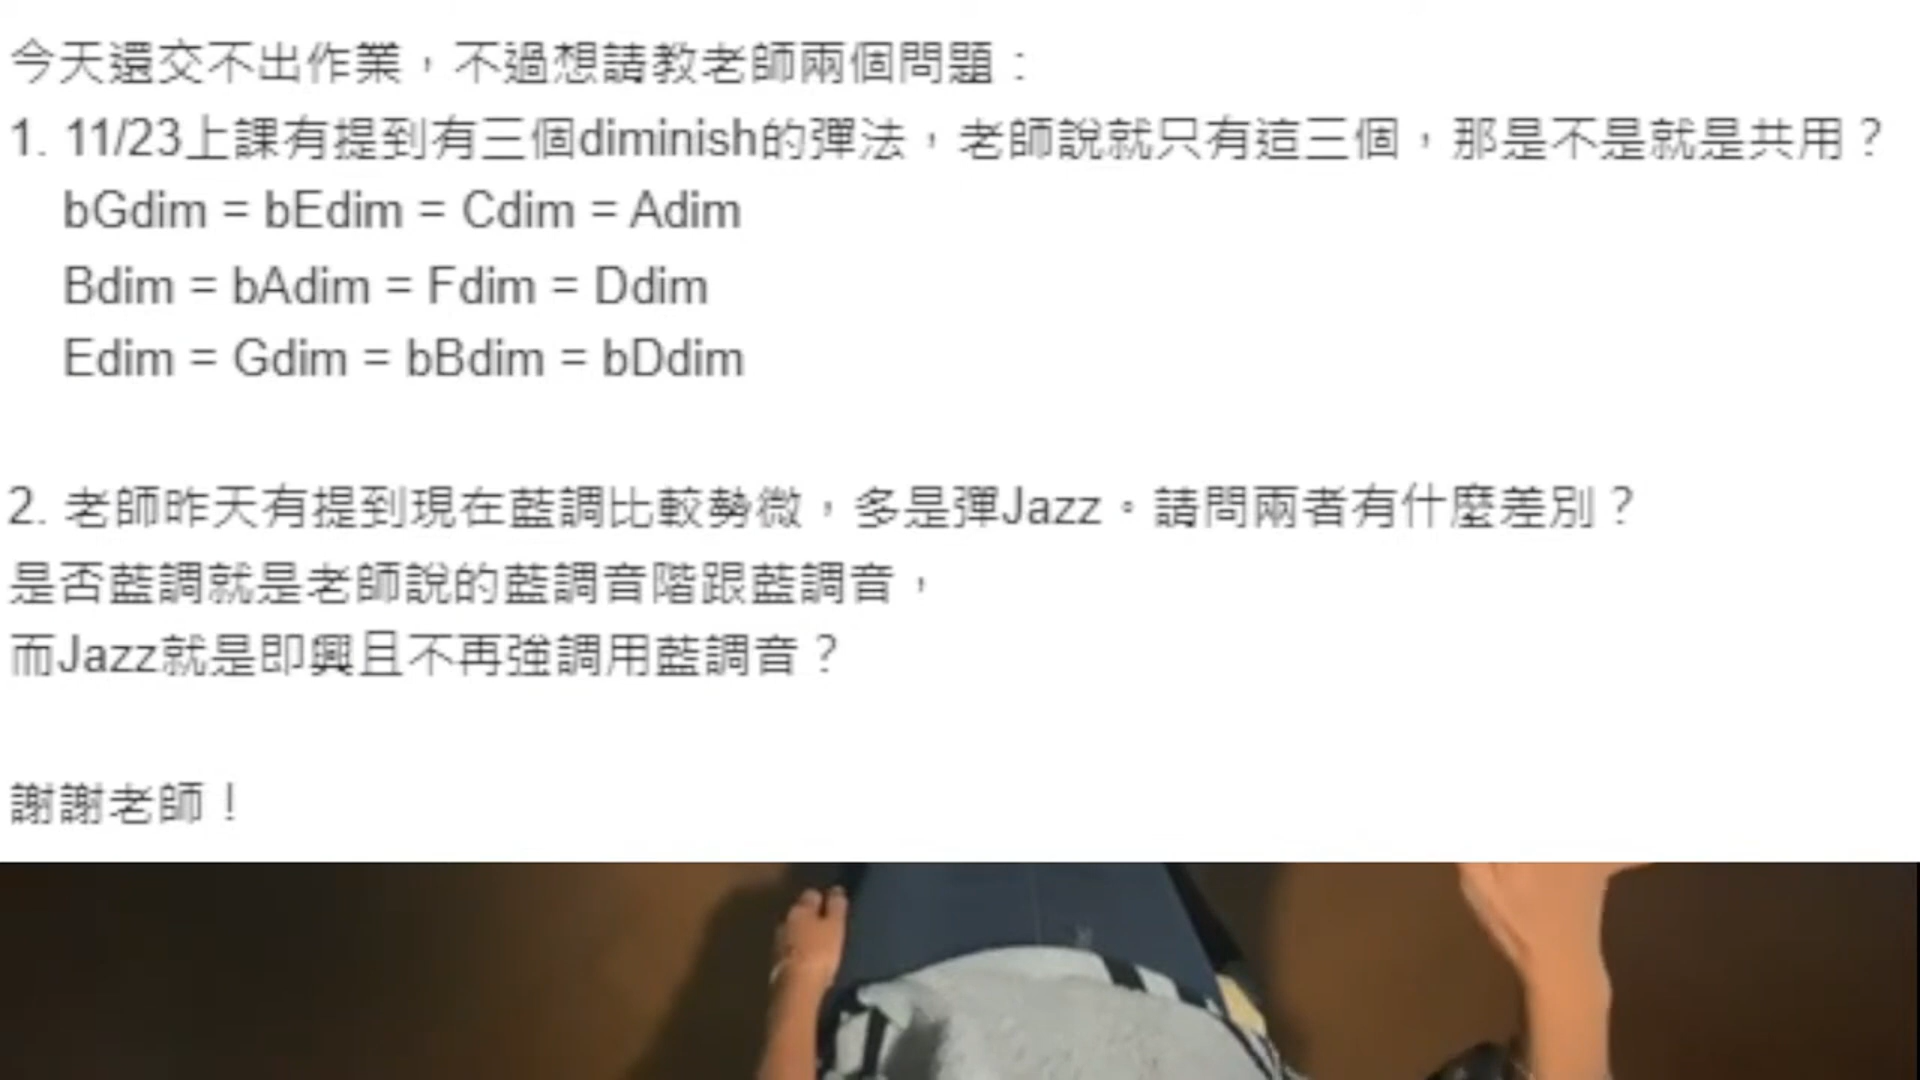 今天還交不出作業，不過想請教老師兩個問題：
1. 11/23上課有提到有三個diminish的彈法，老師說就只有這三個，那是不是就是共用？
bGdim = bEdim = Cdim = Adim
Bdim = bAdim = Fdim = Ddim
Edim = Gdim = bBdim = bDdim
2. 老師昨天有提到現在藍調比較勢微，多是彈Jazz。請問兩者有什麼差別？
是否藍調就是老師說的藍調音階跟藍調音，
而Jazz就是即興且不再強調用藍調音？
謝謝老師！